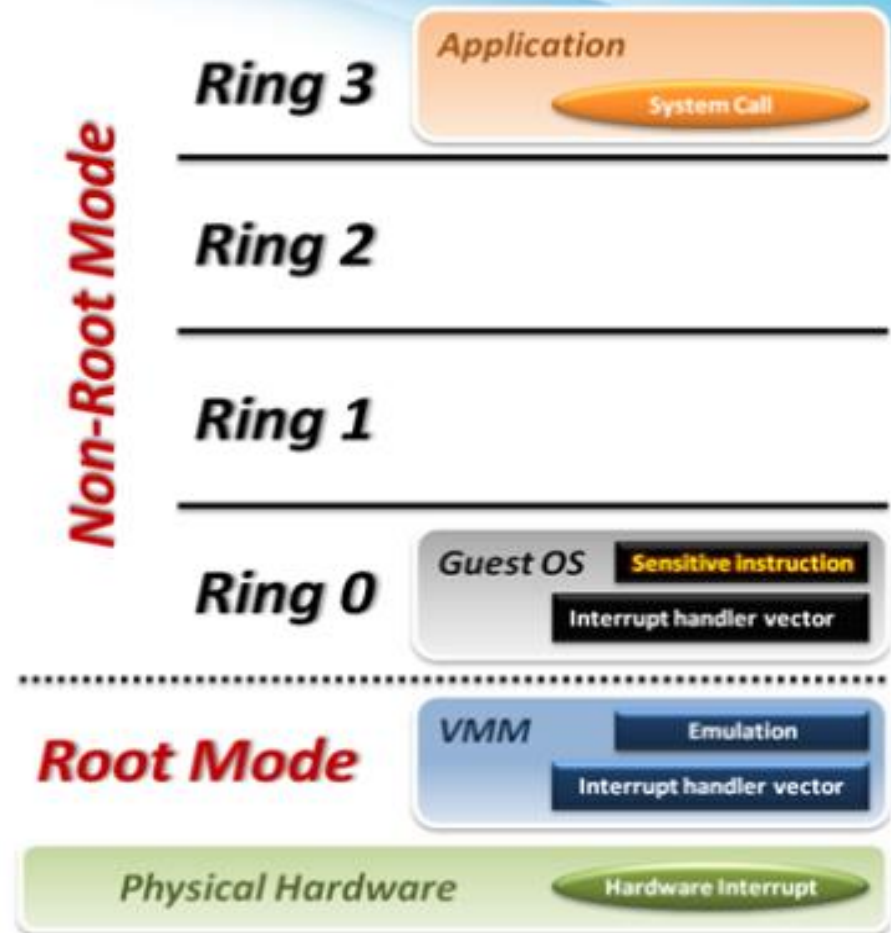 Application
System Call
Ring 3
Non-Root Mode
Ring 2
Ring 1
Ring 0
Guest OS
Sensitive instruction
Interrupt handler vector
Root Mode
VMM
Emulation
Interrupt handler vector
Physical Hardware
Hardware Interrupt